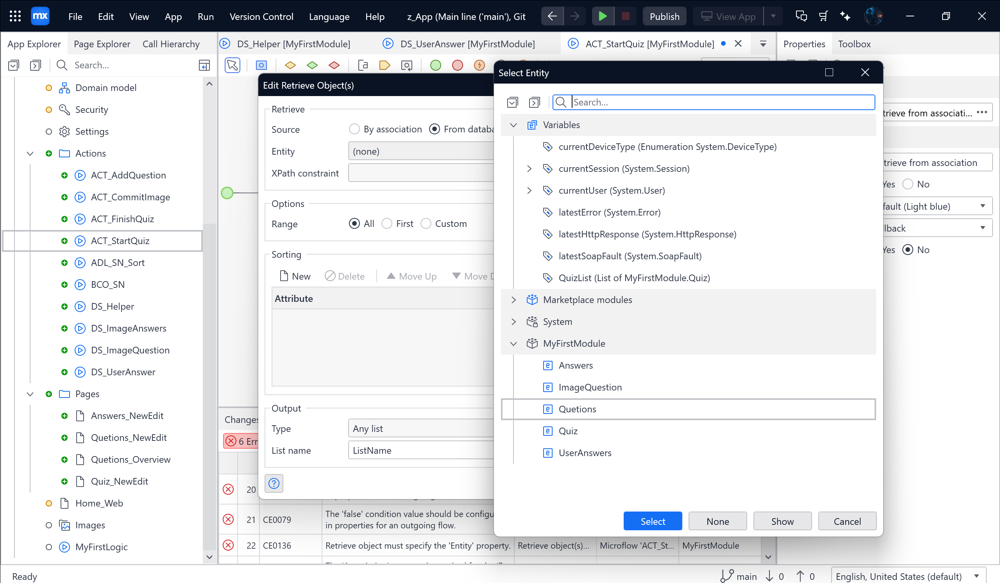 mx File Edit View App Run Version Control Language Help z_App (Main line ('main'), Git Publish View App
App Explorer Page Explorer Call Hierarchy
Search...
Domain model
Security
Settings
Actions
ACT_AddQuestion
ACT_CommitImage
ACT_FinishQuiz
ACT_StartQuiz
ADL_SN_Sort
BCO_SN
DS_Helper
DS_ImageAnswers
DS_ImageQuestion
DS_UserAnswer
Pages
Answers_NewEdit
Quetions_NewEdit
Quetions_Overview
Quiz_NewEdit
Home_Web
Images
MyFirstLogic
DS_Helper [MyFirstModule] DS_UserAnswer [MyFirstModule] ACT_StartQuiz [MyFirstModule]
Edit Retrieve Object(s)
Retrieve
Source By association From databa
Entity (none)
XPath constraint
Options
Range All First Custom
Sorting
New Delete Move Up Move D
Attribute
Output
Type Any list
List name ListName
Changes
6 Err
20
21 CE0079 The 'false' condition value should be configu
in properties for an outgoing flow.
22 CE0136 Retrieve object must specify the 'Entity' property. Retrieve object(s)... Microflow 'ACT_St... MyFirstModule
Select Entity
Search...
Variables
currentDeviceType (Enumeration System.DeviceType)
currentSession (System.Session)
currentUser (System.User)
latestError (System.Error)
latestHttpResponse (System.HttpResponse)
latestSoapFault (System.SoapFault)
QuizList (List of MyFirstModule.Quiz)
Marketplace modules
System
MyFirstModule
Answers
ImageQuestion
Quetions
Quiz
UserAnswers
Select None Show Cancel
Properties Toolbox
trieve from associati... •••
trieve from association
Yes No
fault (Light blue)
lback
Yes No
Ready main 0 0 English, United States (default)